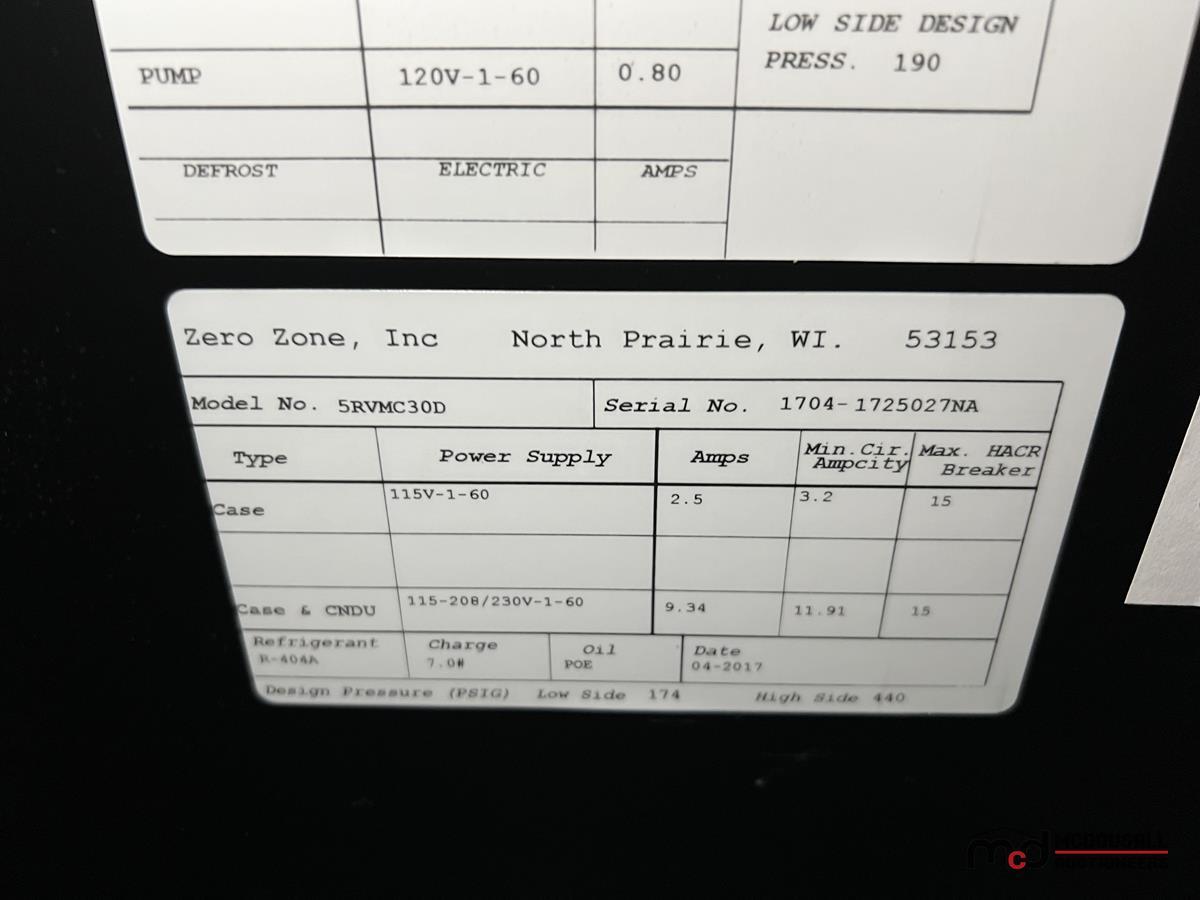 LOW SIDE DESIGN
PRESS. 190
PUMP 120V-1-60 0.80
DEFROST ELECTRIC AMPS
Zero Zone, Inc North Prairie, WI. 53153
Model No. 5RVMC30D Serial No. 1704-1725027NA
Type Power Supply Amps Min.Cir. Ampcity Max. HACR Breaker
Case 115V-1-60 2.5 3.2 15
Case & CNDU 115-208/230V-1-60 9.34 11.91 15
Refrigerant Charge Oil Date
R-404A 7.0# POE 04-2017
Design Pressure (PSIG) Low Side 174 High Side 440
mcd McDOUGALL
AUCTIONEERS